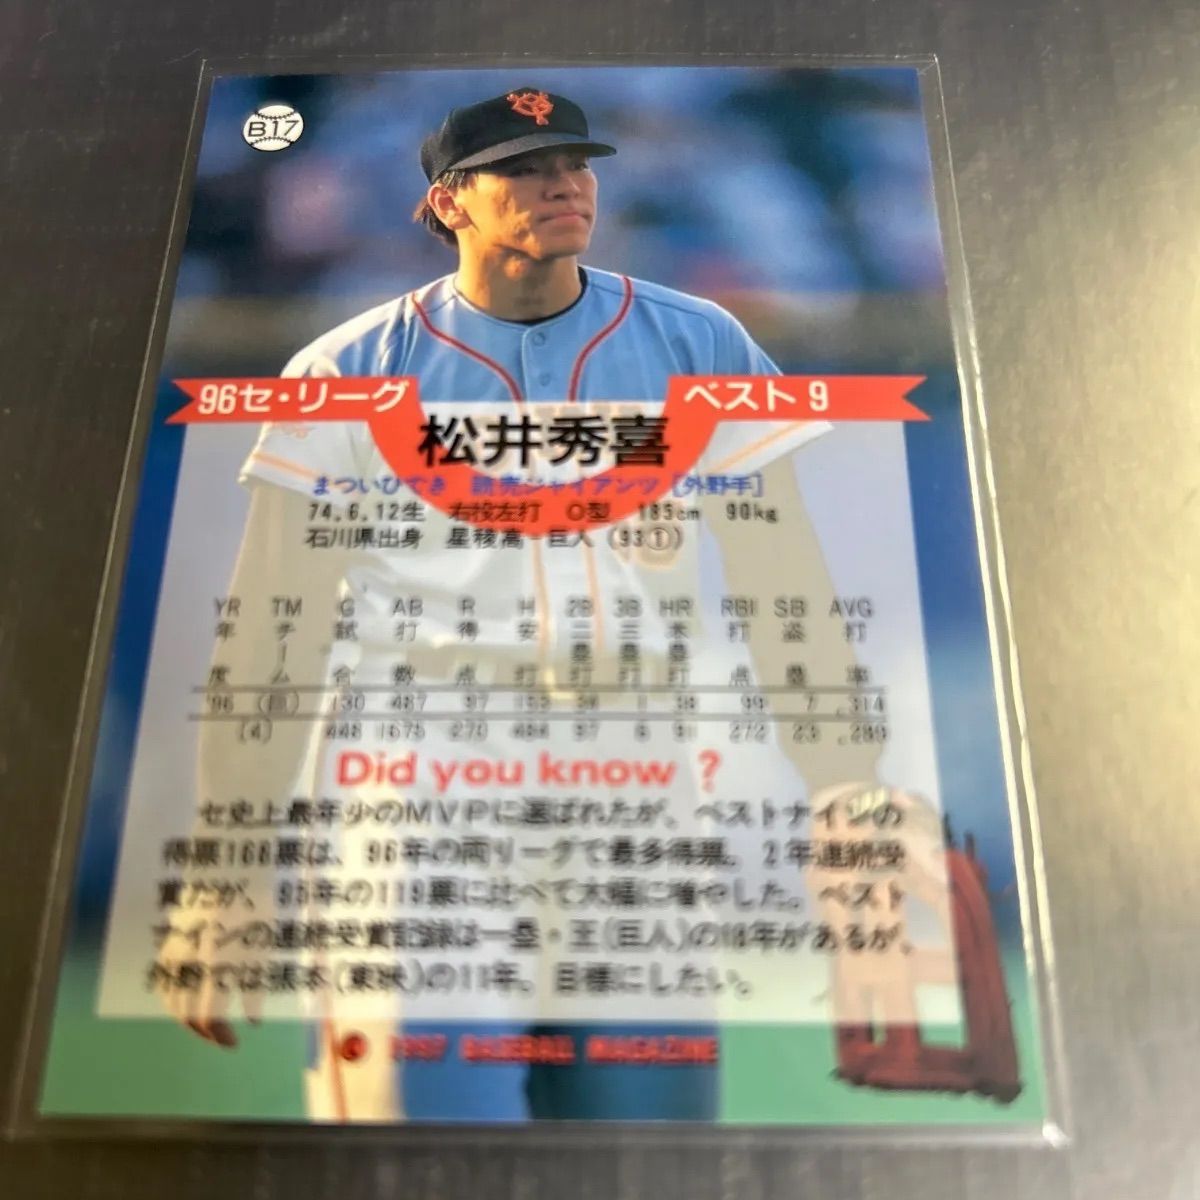 B17
96セ・リーグ ベスト9
松井秀喜
まついひでき 読売ジャイアンツ [外野手]
74.6.12生 右投左打 O型 185cm 90kg
石川県出身 星稜高-巨人(93①)
YR TM G AB R H 2B 3B HR RBI SB AVG
年度 チーム 試合 打数 得点 安打 二塁打 三塁打 本塁打 打点 盗塁 打率
'96 (巨) 130 487 97 153 34 1 38 99 7 .314
(4) 448 1675 270 484 97 6 91 272 23 .289
Did you know ?
セ史上最年少のMVPに選ばれたが、ベストナインの
得票168票は、96年の両リーグで最多得票。2年連続受
賞だが、95年の119票に比べて大幅に増やした。ベスト
ナインの連続受賞記録は一塁・王(巨人)の18年があるが、
外野では張本(東映)の11年。目標にしたい。
© 1997 BASEBALL MAGAZINE